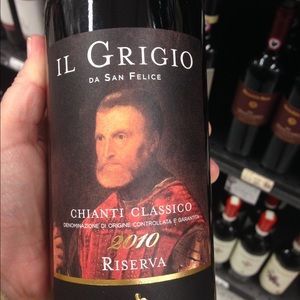 IL GRIGIO
DA SAN FELICE
CHIANTI CLASSICO
DENOMINAZIONE DI ORIGINE CONTROLLATA E GARANTITA
2010
RISERVA